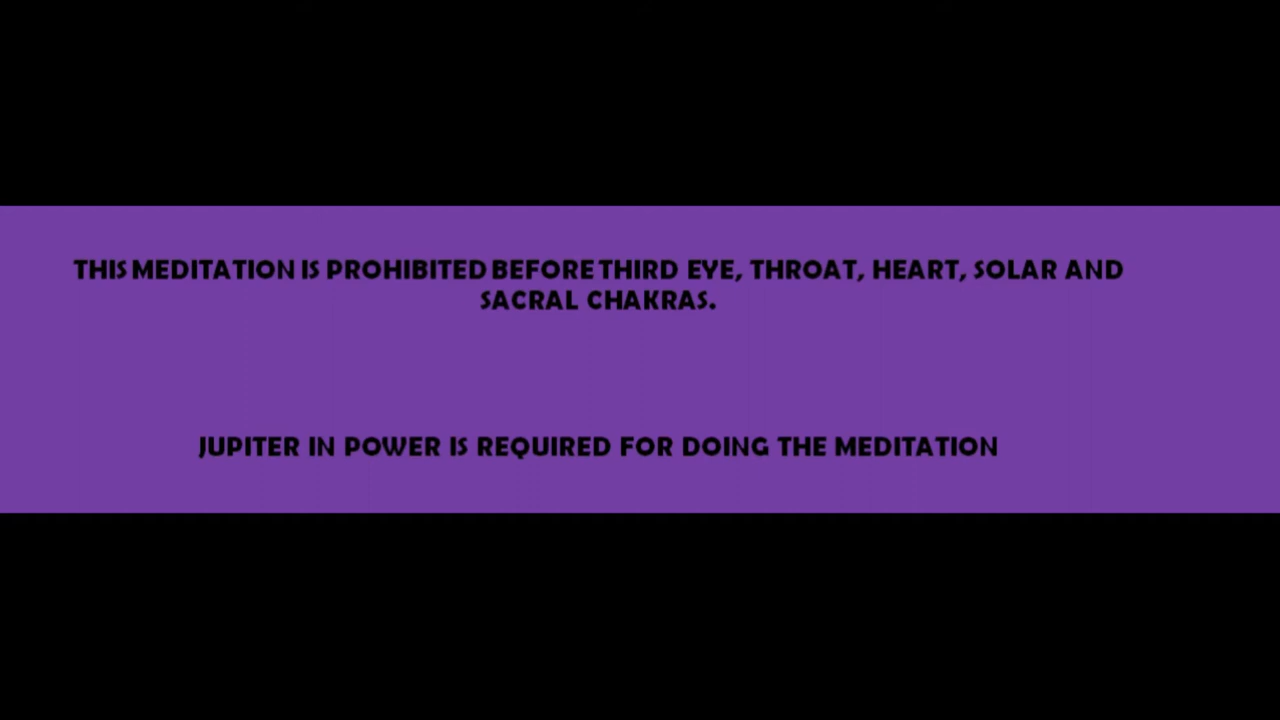 THIS MEDITATION IS PROHIBITED BEFORE THIRD EYE, THROAT, HEART, SOLAR AND
SACRAL CHAKRAS.
JUPITER IN POWER IS REQUIRED FOR DOING THE MEDITATION